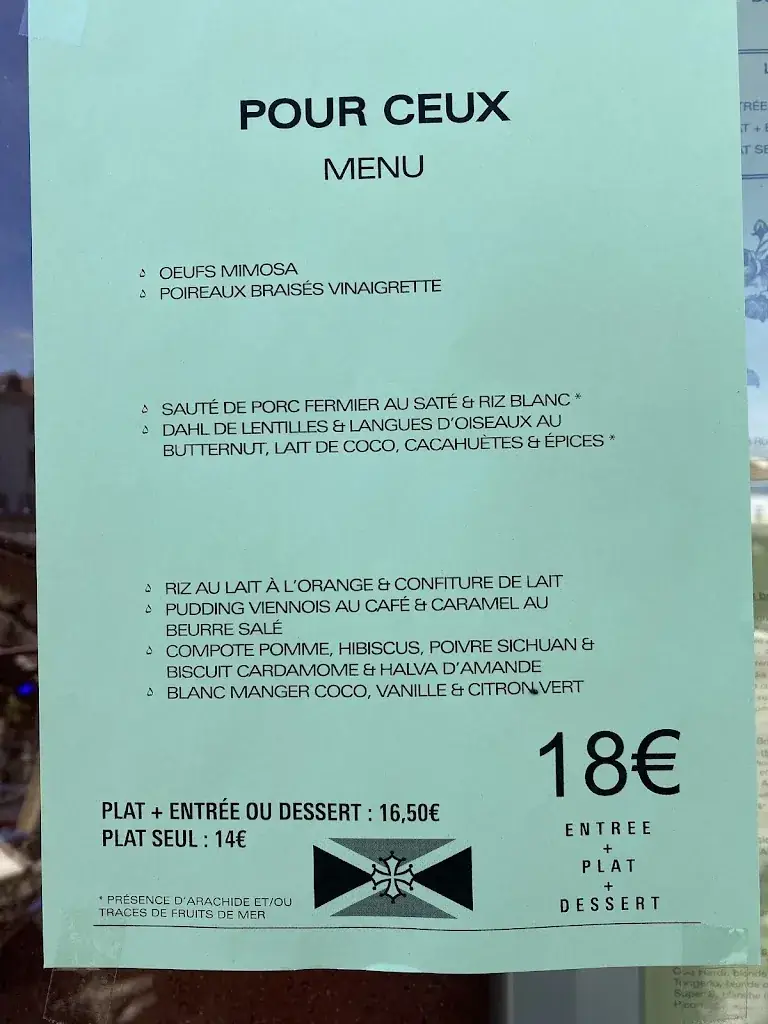 POUR CEUX
MENU
OEUFS MIMOSA
POIREAUX BRAISÉS VINAIGRETTE
SAUTÉ DE PORC FERMIER AU SATÉ & RIZ BLANC *
DAHL DE LENTILLES & LANGUES D'OISEAUX AU
BUTTERNUT, LAIT DE COCO, CACAHUÈTES & ÉPICES *
RIZ AU LAIT À L'ORANGE & CONFITURE DE LAIT
PUDDING VIENNOIS AU CAFÉ & CARAMEL AU
BEURRE SALÉ
COMPOTE POMME, HIBISCUS, POIVRE SICHUAN &
BISCUIT CARDAMOME & HALVA D'AMANDE
BLANC MANGER COCO, VANILLE & CITRON VERT
18€
ENTREE
+
PLAT
+
DESSERT
PLAT + ENTRÉE OU DESSERT : 16,50€
PLAT SEUL : 14€
* PRÉSENCE D'ARACHIDE ET/OU
TRACES DE FRUITS DE MER